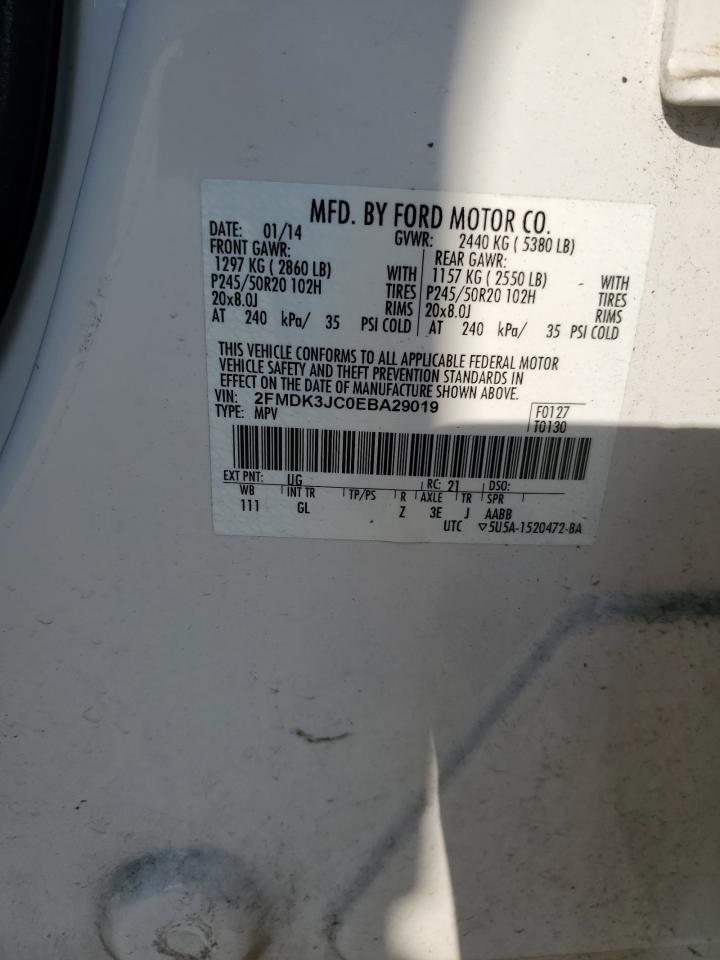 MFD. BY FORD MOTOR CO.
DATE: 01/14 GVWR: 2440 KG ( 5380 LB)
FRONT GAWR: REAR GAWR:
1297 KG ( 2860 LB) WITH 1157 KG ( 2550 LB) WITH
P245/50R20 102H TIRES P245/50R20 102H TIRES
20x8.0J RIMS 20x8.0J RIMS
AT 240 kPa/ 35 PSI COLD AT 240 kPa/ 35 PSI COLD
THIS VEHICLE CONFORMS TO ALL APPLICABLE FEDERAL MOTOR
VEHICLE SAFETY AND THEFT PREVENTION STANDARDS IN
EFFECT ON THE DATE OF MANUFACTURE SHOWN ABOVE.
VIN: 2FMDK3JC0EBA29019 F0127
TYPE: MPV T0130
EXT PNT: UG RC: 21 DSO:
WB INT TR TP/PS R AXLE TR SPR
111 GL Z 3E J AABB
UTC ▽5U5A-1520472-BA